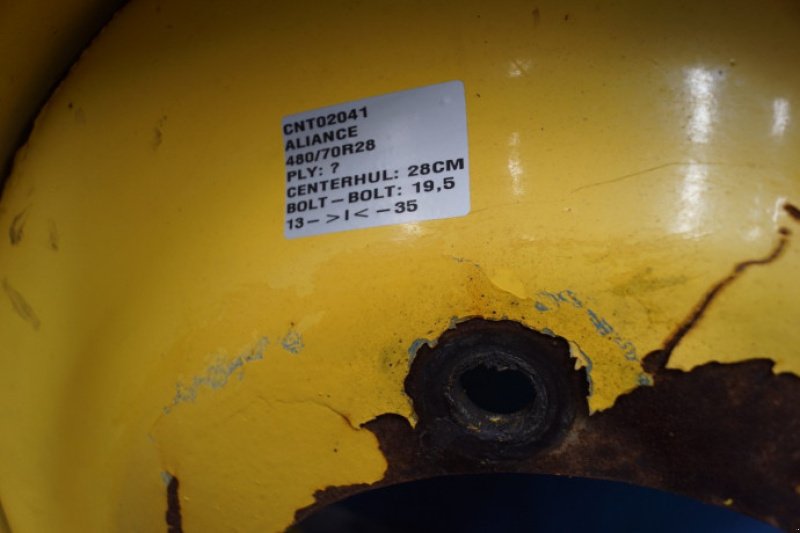 CNT02041
ALIANCE
480/70R28
PLY: ?
CENTERHUL: 28CM
BOLT-BOLT: 19,5
13- >I< -35